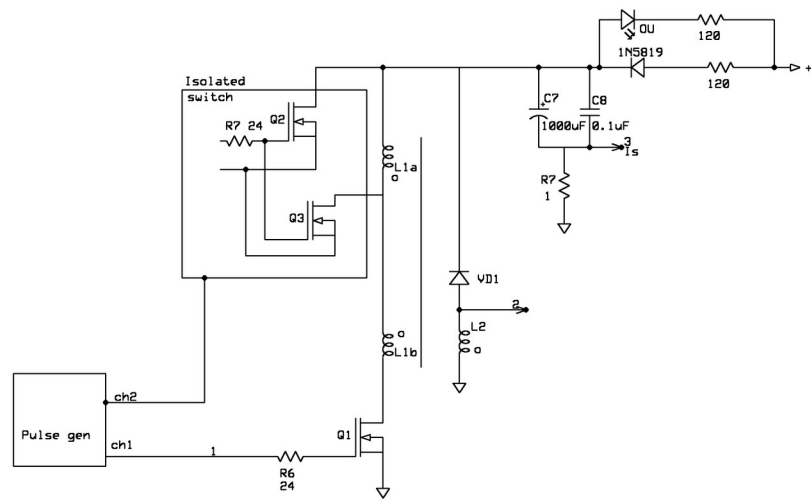 OU
120
1N5819
120
+
Isolated
switch
Q2
R7 24
C7
+
1000uF
C8
0.1uF
3
Is
L1a
o
R7
1
Q3
VD1
2
L2
o
o
L1b
ch2
Pulse gen
ch1
1
Q1
R6
24